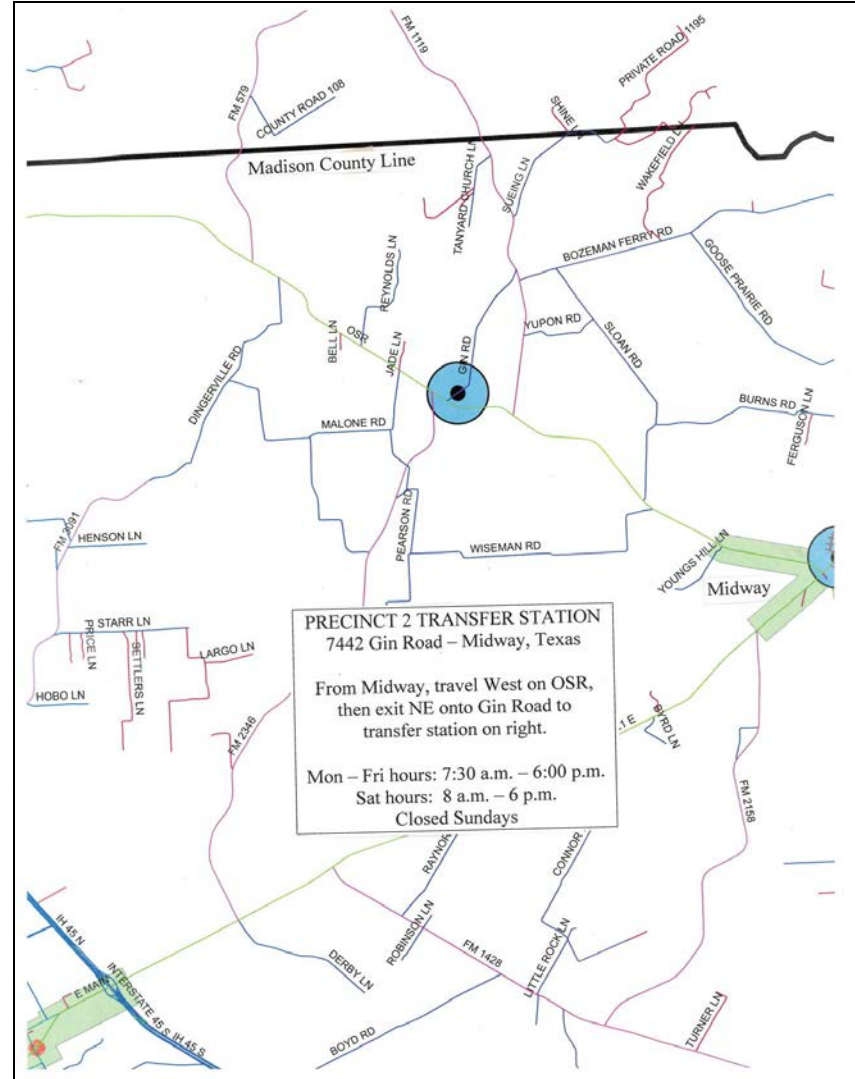 FM 1119
PRIVATE ROAD 1195
FM 579
COUNTY ROAD 108
SHINE LN
WAKEFIELD LN
Madison County Line
TANYARD CHURCH LN
SUEING LN
BOZEMAN FERRY RD
GOOSE PRAIRIE RD
REYNOLDS LN
BELL LN
OSR
JADE LN
GIN RD
YUPON RD
SLOAN RD
DINGERVILLE RD
MALONE RD
BURNS RD
FERGUSON LN
FM 2091
HENSON LN
PEARSON RD
WISEMAN RD
YOUNGS HILL LN
Midway
STARR LN
PRICE LN
SETTLERS LN
LARGO LN
HOBO LN
PRECINCT 2 TRANSFER STATION
7442 Gin Road – Midway, Texas
From Midway, travel West on OSR,
then exit NE onto Gin Road to
transfer station on right.
Mon – Fri hours: 7:30 a.m. – 6:00 p.m.
Sat hours: 8 a.m. – 6 p.m.
Closed Sundays
FM 2346
BYRD LN
FM 2158
RAYNOR
CONNOR
ROBINSON LN
FM 1428
LITTLE ROCK LN
DERBY LN
IH 45 N
INTERSTATE 45 S
IH 45 S
E MAIN
BOYD RD
TURNER LN